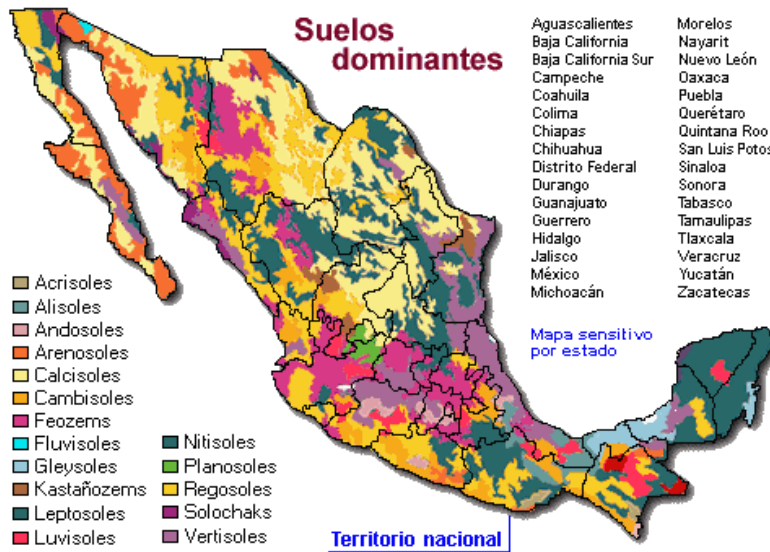 Suelos
dominantes
Aguascalientes
Baja California
Baja California Sur
Campeche
Coahuila
Colima
Chiapas
Chihuahua
Distrito Federal
Durango
Guanajuato
Guerrero
Hidalgo
Jalisco
México
Michoacán
Morelos
Nayarit
Nuevo León
Oaxaca
Puebla
Querétaro
Quintana Roo
San Luis Potos
Sinaloa
Sonora
Tabasco
Tamaulipas
Tlaxcala
Veracruz
Yucatán
Zacatecas
Mapa sensitivo
por estado
Acrisoles
Alisoles
Andosoles
Arenosoles
Calcisoles
Cambisoles
Feozems
Fluvisoles
Gleysoles
Kastañozems
Leptosoles
Luvisoles
Nitisoles
Planosoles
Regosoles
Solochaks
Vertisoles
Territorio nacional